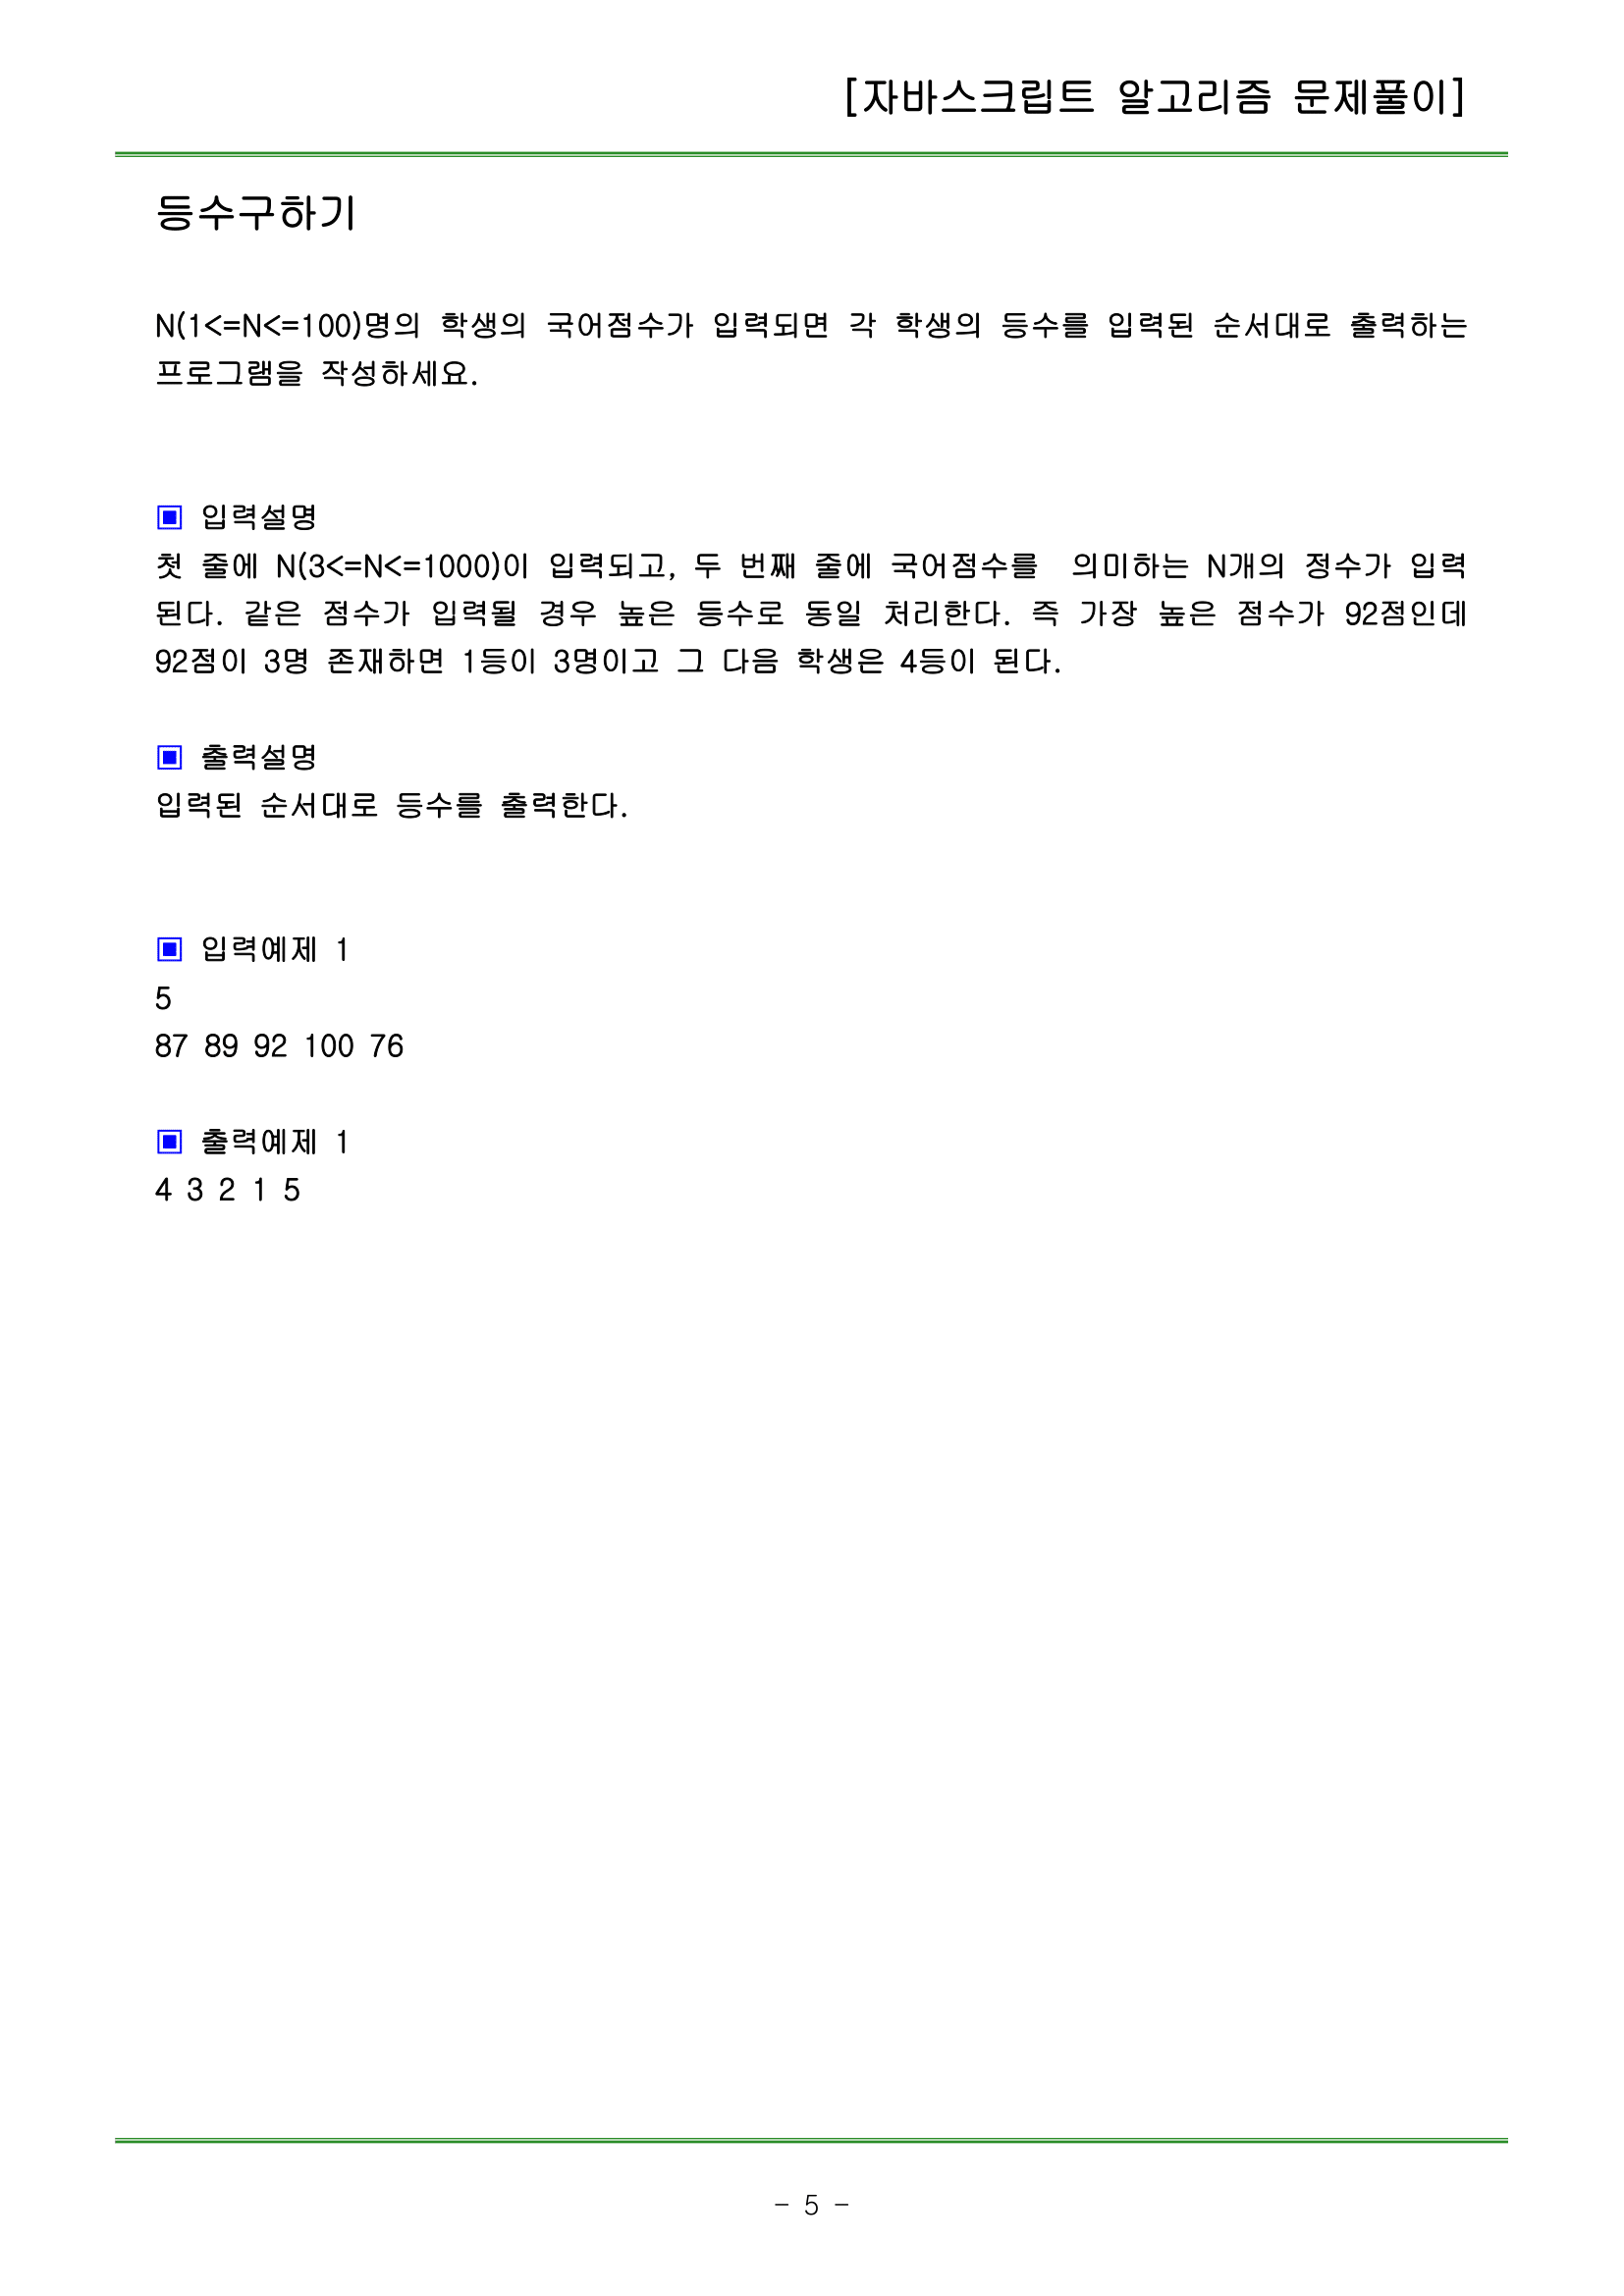 [자바스크립트 알고리즘 문제풀이]
등수구하기
N(1<=N<=100)명의 학생의 국어점수가 입력되면 각 학생의 등수를 입력된 순서대로 출력하는
프로그램을 작성하세요.
▣ 입력설명
첫 줄에 N(3<=N<=1000)이 입력되고, 두 번째 줄에 국어점수를 의미하는 N개의 정수가 입력
된다. 같은 점수가 입력될 경우 높은 등수로 동일 처리한다. 즉 가장 높은 점수가 92점인데
92점이 3명 존재하면 1등이 3명이고 그 다음 학생은 4등이 된다.
▣ 출력설명
입력된 순서대로 등수를 출력한다.
▣ 입력예제 1
5
87 89 92 100 76
▣ 출력예제 1
4 3 2 1 5
- 5 -